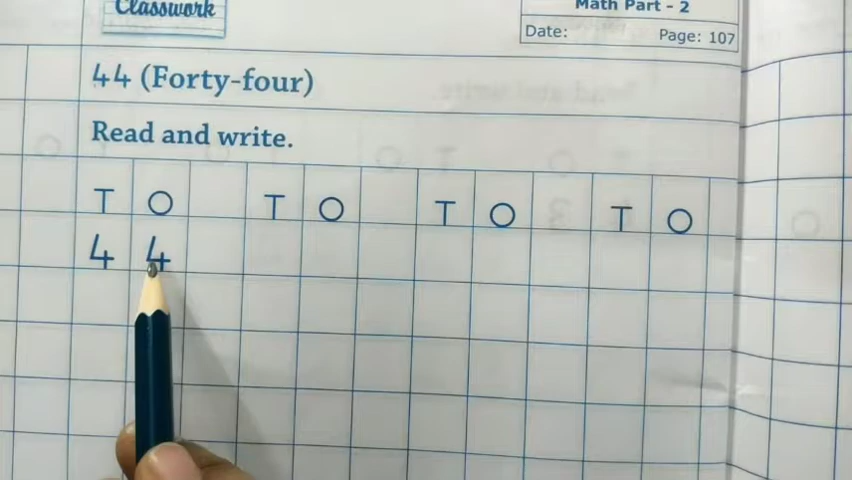 Classwork
Math Part - 2
Date: Page: 107
44 (Forty-four)
Read and write.
T O T O T O T O
4 4